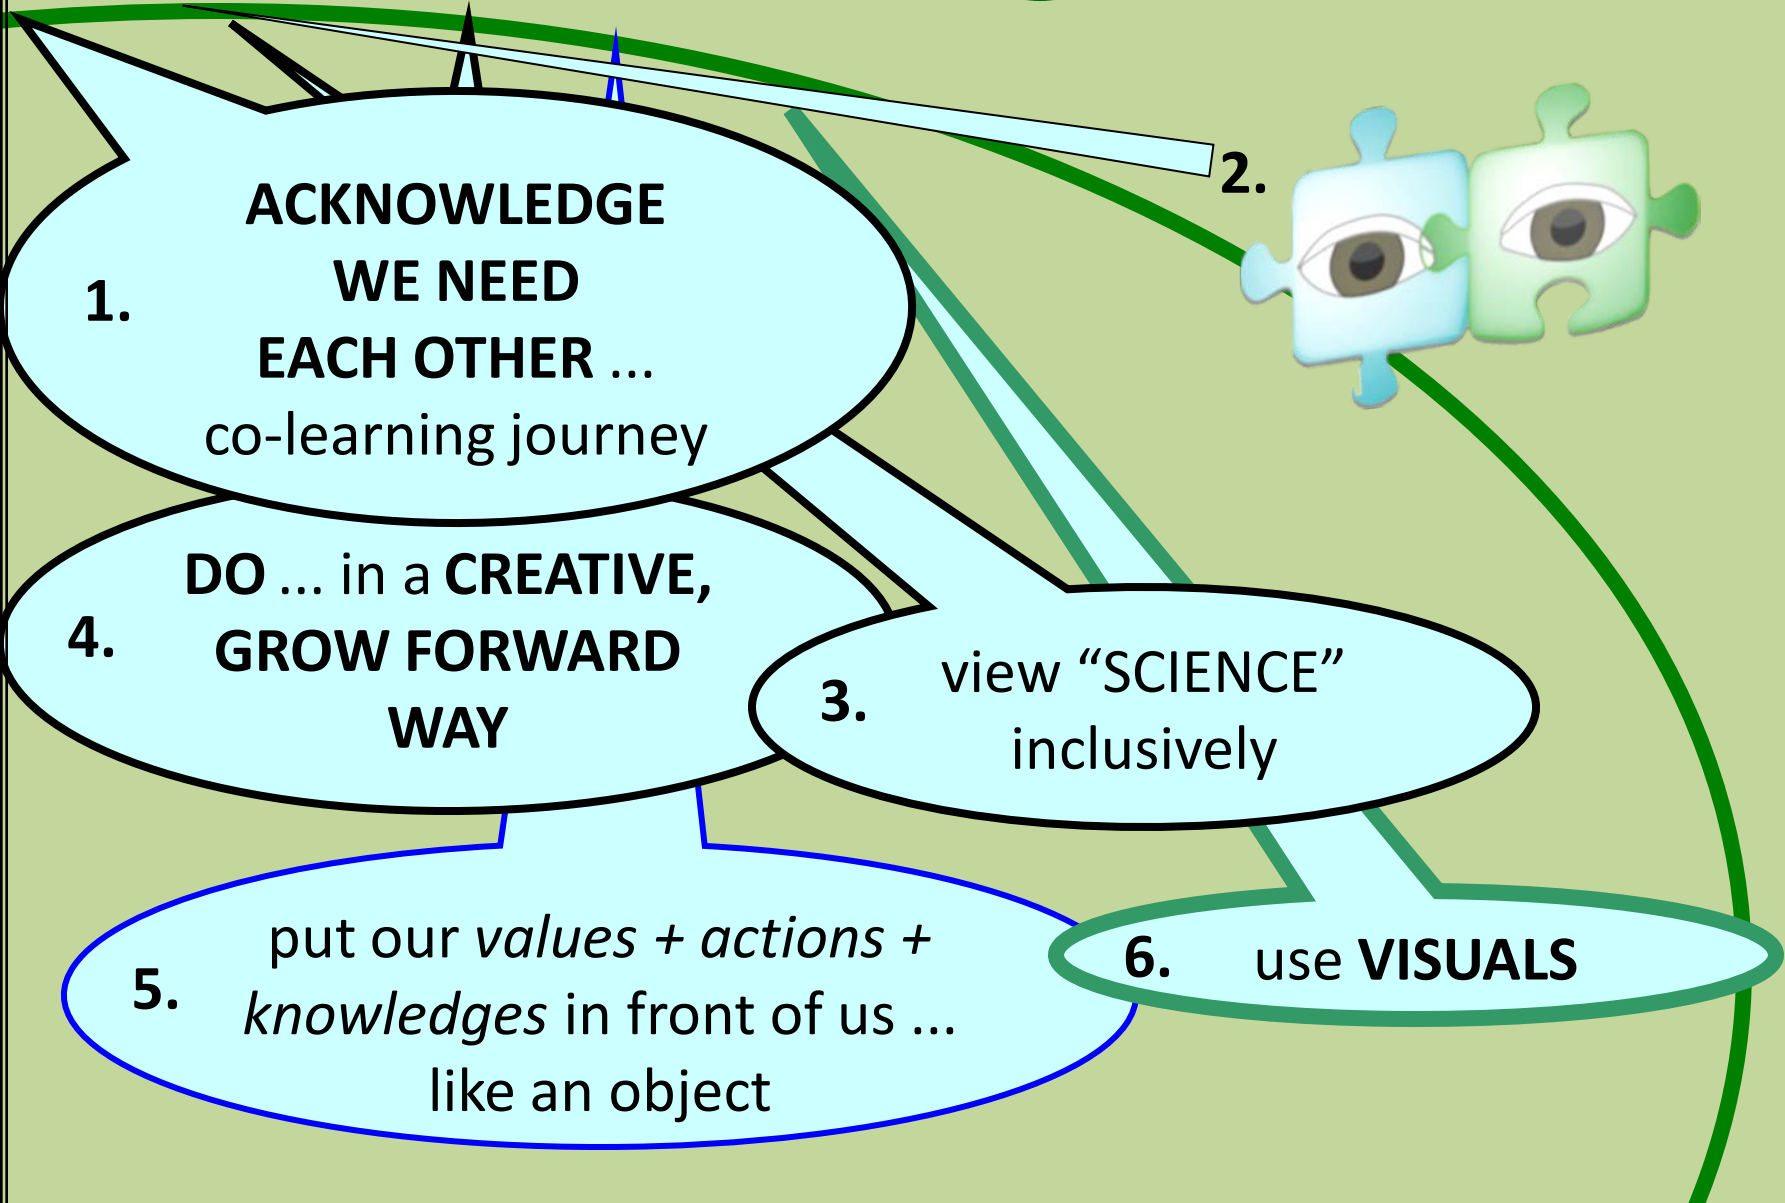 1.
ACKNOWLEDGE
WE NEED
EACH OTHER ...
co-learning journey
2.
3.
view “SCIENCE”
inclusively
4.
DO ... in a CREATIVE,
GROW FORWARD
WAY
5.
put our values + actions +
knowledges in front of us ...
like an object
6.
use VISUALS